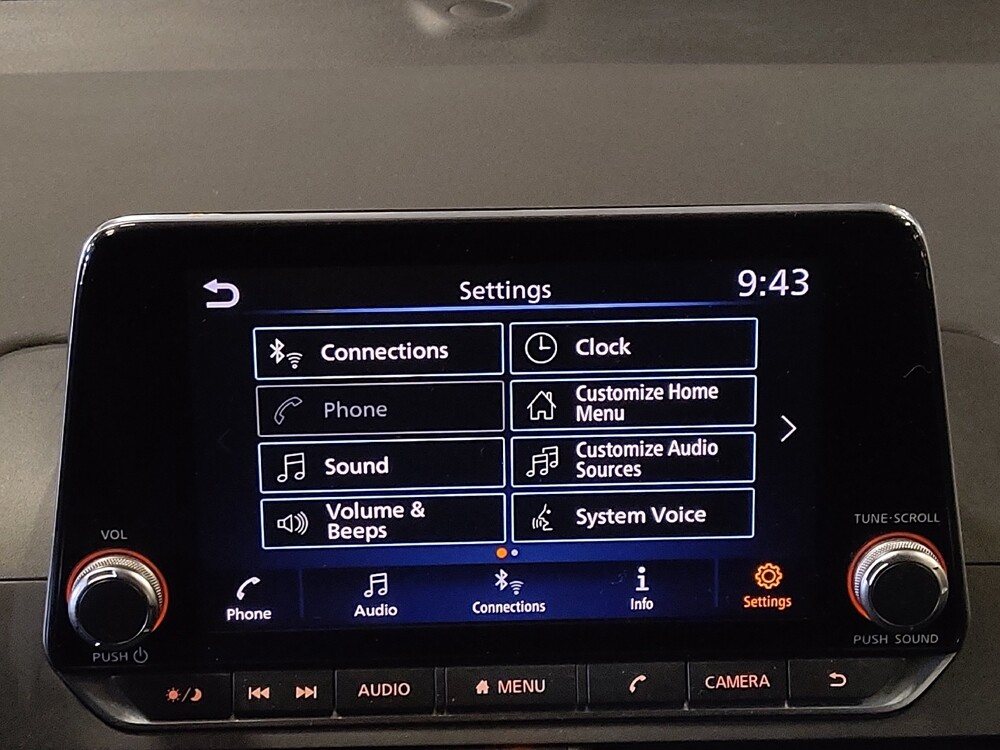 Settings
9:43
Connections
Clock
Phone
Customize Home
Menu
Sound
Customize Audio
Sources
Volume &
Beeps
System Voice
VOL
TUNE·SCROLL
Phone
Audio
Connections
Info
Settings
PUSH
PUSH SOUND
AUDIO
MENU
CAMERA